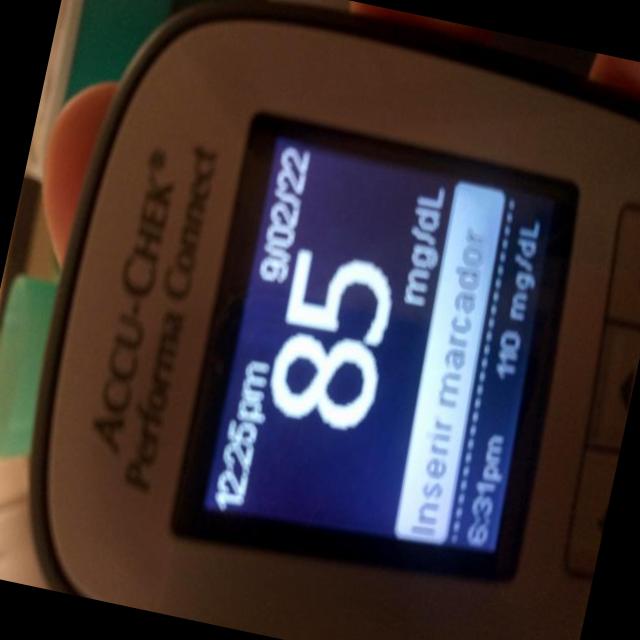 ACCU-CHEK®
Performa Connect
12:25pm 9/02/22
85 mg/dL
Inserir marcador
6:31pm 110 mg/dL